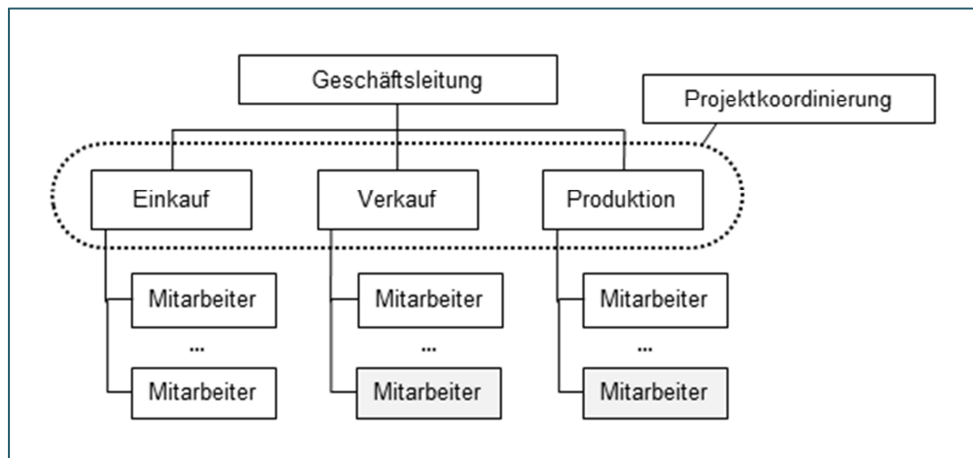 Geschäftsleitung
Projektkoordinierung
Einkauf
Verkauf
Produktion
Mitarbeiter
Mitarbeiter
Mitarbeiter
...
...
...
Mitarbeiter
Mitarbeiter
Mitarbeiter